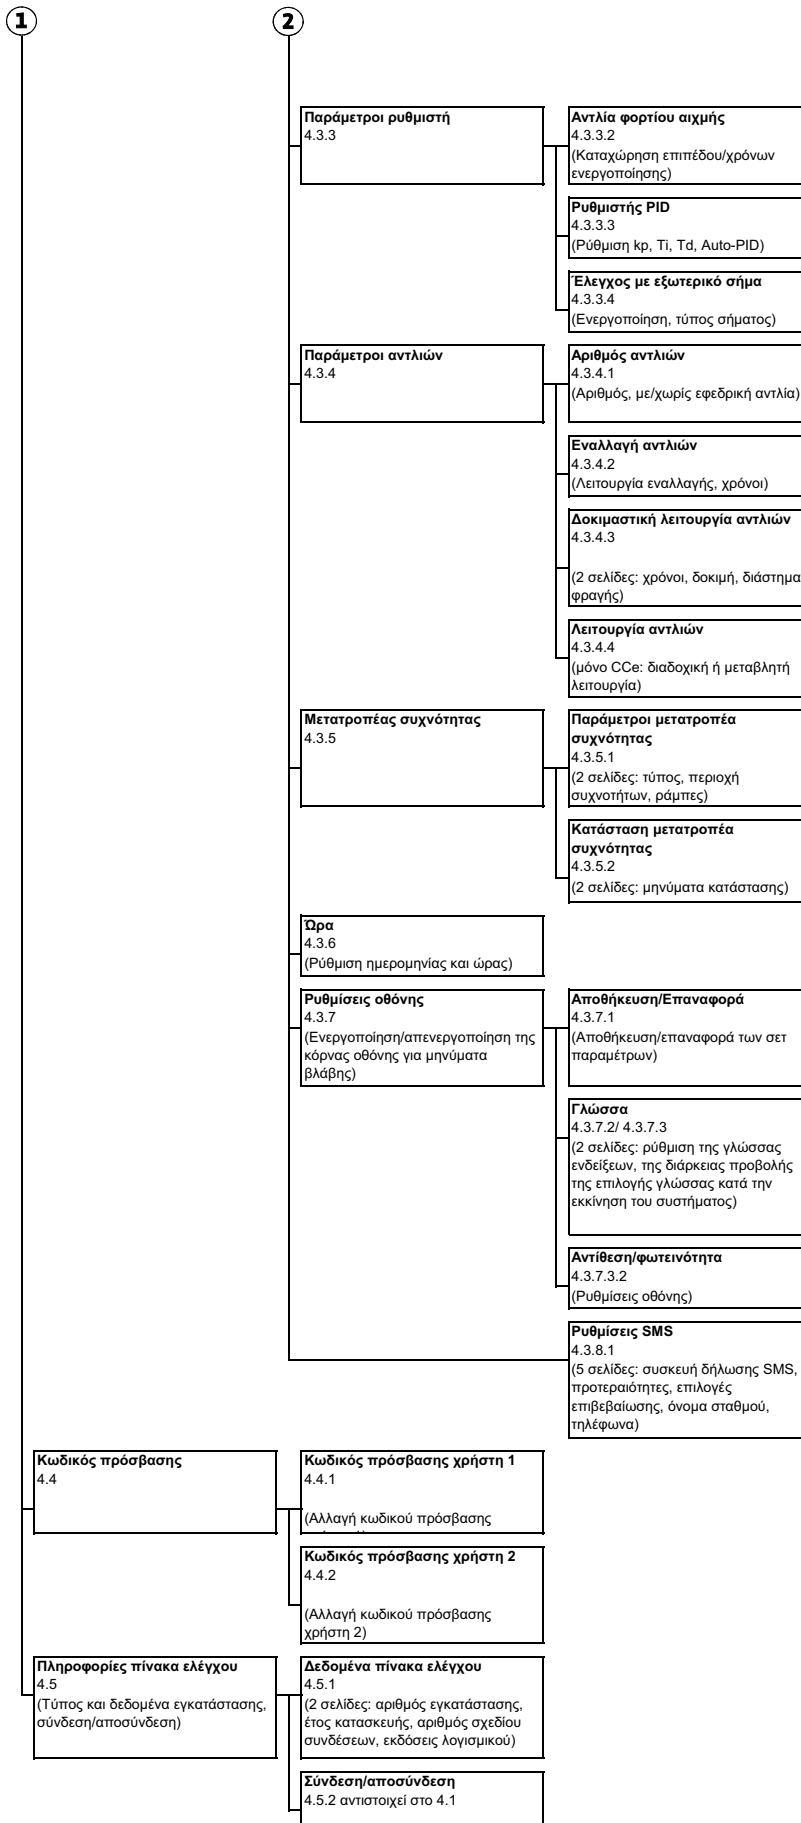 1
2
Παράμετροι ρυθμιστή
4.3.3
Αντλία φορτίου αιχμής
4.3.3.2
(Καταχώρηση επιπέδου/χρόνων
ενεργοποίησης)
Ρυθμιστής PID
4.3.3.3
(Ρύθμιση kp, Ti, Td, Auto-PID)
Έλεγχος με εξωτερικό σήμα
4.3.3.4
(Ενεργοποίηση, τύπος σήματος)
Παράμετροι αντλιών
4.3.4
Αριθμός αντλιών
4.3.4.1
(Αριθμός, με/χωρίς εφεδρική αντλία)
Εναλλαγή αντλιών
4.3.4.2
(Λειτουργία εναλλαγής, χρόνοι)
Δοκιμαστική λειτουργία αντλιών
4.3.4.3
(2 σελίδες: χρόνοι, δοκιμή, διάστημα
φραγής)
Λειτουργία αντλιών
4.3.4.4
(μόνο CCe: διαδοχική ή μεταβλητή
λειτουργία)
Μετατροπέας συχνότητας
4.3.5
Παράμετροι μετατροπέα
συχνότητας
4.3.5.1
(2 σελίδες: τύπος, περιοχή
συχνοτήτων, ράμπες)
Κατάσταση μετατροπέα
συχνότητας
4.3.5.2
(2 σελίδες: μηνύματα κατάστασης)
Ώρα
4.3.6
(Ρύθμιση ημερομηνίας και ώρας)
Ρυθμίσεις οθόνης
4.3.7
(Ενεργοποίηση/απενεργοποίηση της
κόρνας οθόνης για μηνύματα
βλάβης)
Αποθήκευση/Επαναφορά
4.3.7.1
(Αποθήκευση/επαναφορά των σετ
παραμέτρων)
Γλώσσα
4.3.7.2/ 4.3.7.3
(2 σελίδες: ρύθμιση της γλώσσας
ενδείξεων, της διάρκειας προβολής
της επιλογής γλώσσας κατά την
εκκίνηση του συστήματος)
Αντίθεση/φωτεινότητα
4.3.7.3.2
(Ρυθμίσεις οθόνης)
Ρυθμίσεις SMS
4.3.8.1
(5 σελίδες: συσκευή δήλωσης SMS,
προτεραιότητες, επιλογές
επιβεβαίωσης, όνομα σταθμού,
τηλέφωνα)
Κωδικός πρόσβασης
4.4
Κωδικός πρόσβασης χρήστη 1
4.4.1
(Αλλαγή κωδικού πρόσβασης
Κωδικός πρόσβασης χρήστη 2
4.4.2
(Αλλαγή κωδικού πρόσβασης
χρήστη 2)
Πληροφορίες πίνακα ελέγχου
4.5
(Τύπος και δεδομένα εγκατάστασης,
σύνδεση/αποσύνδεση)
Δεδομένα πίνακα ελέγχου
4.5.1
(2 σελίδες: αριθμός εγκατάστασης,
έτος κατασκευής, αριθμός σχεδίου
συνδέσεων, εκδόσεις λογισμικού)
Σύνδεση/αποσύνδεση
4.5.2 αντιστοιχεί στο 4.1